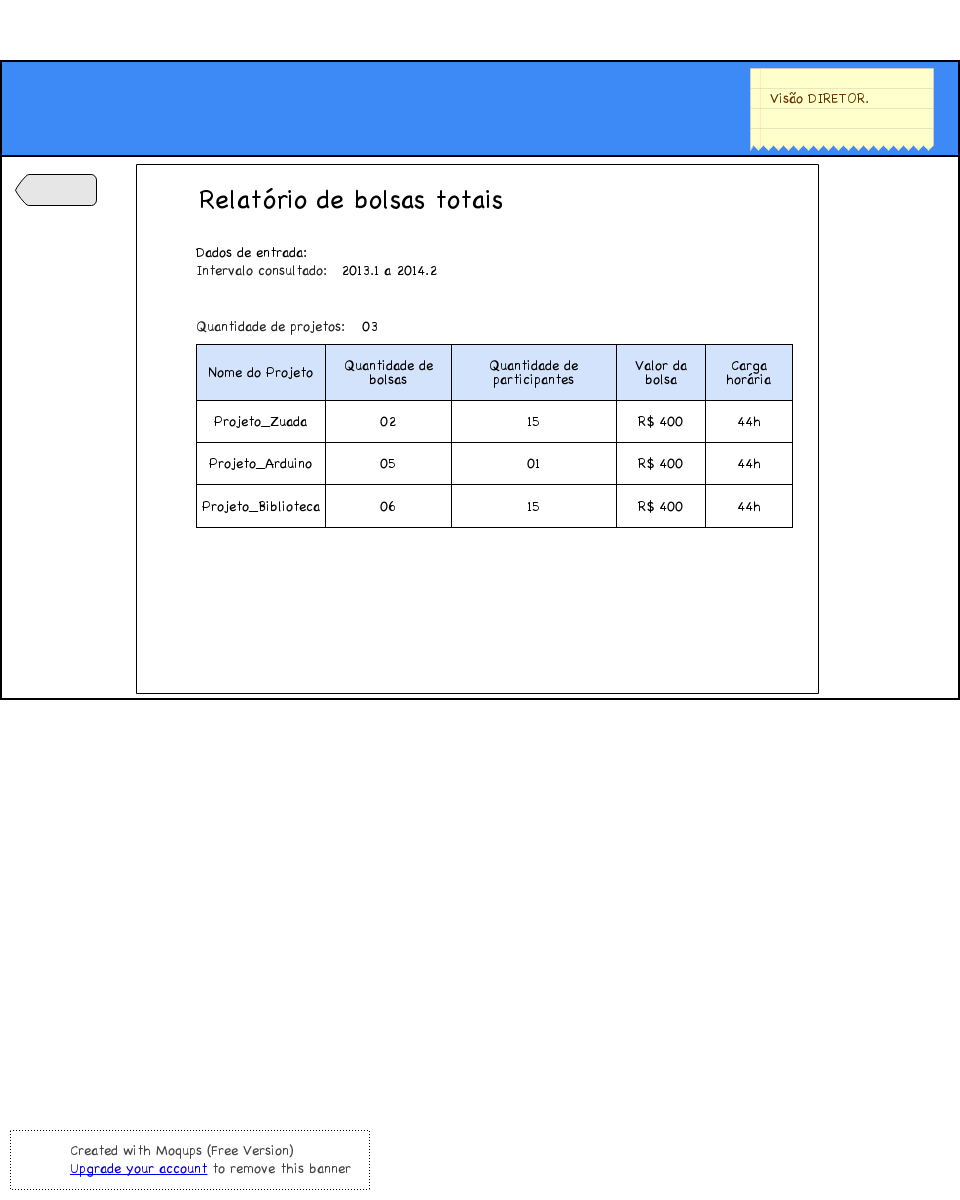 Visão DIRETOR.
Relatório de bolsas totais
Dados de entrada:
Intervalo consultado: 2013.1 a 2014.2
Quantidade de projetos: 03
Nome do Projeto Quantidade de bolsas Quantidade de participantes Valor da bolsa Carga horária
Projeto_Zuada 02 15 R$ 400 44h
Projeto_Arduino 05 01 R$ 400 44h
Projeto_Biblioteca 06 15 R$ 400 44h
Created with Moqups (Free Version)
Upgrade your account to remove this banner